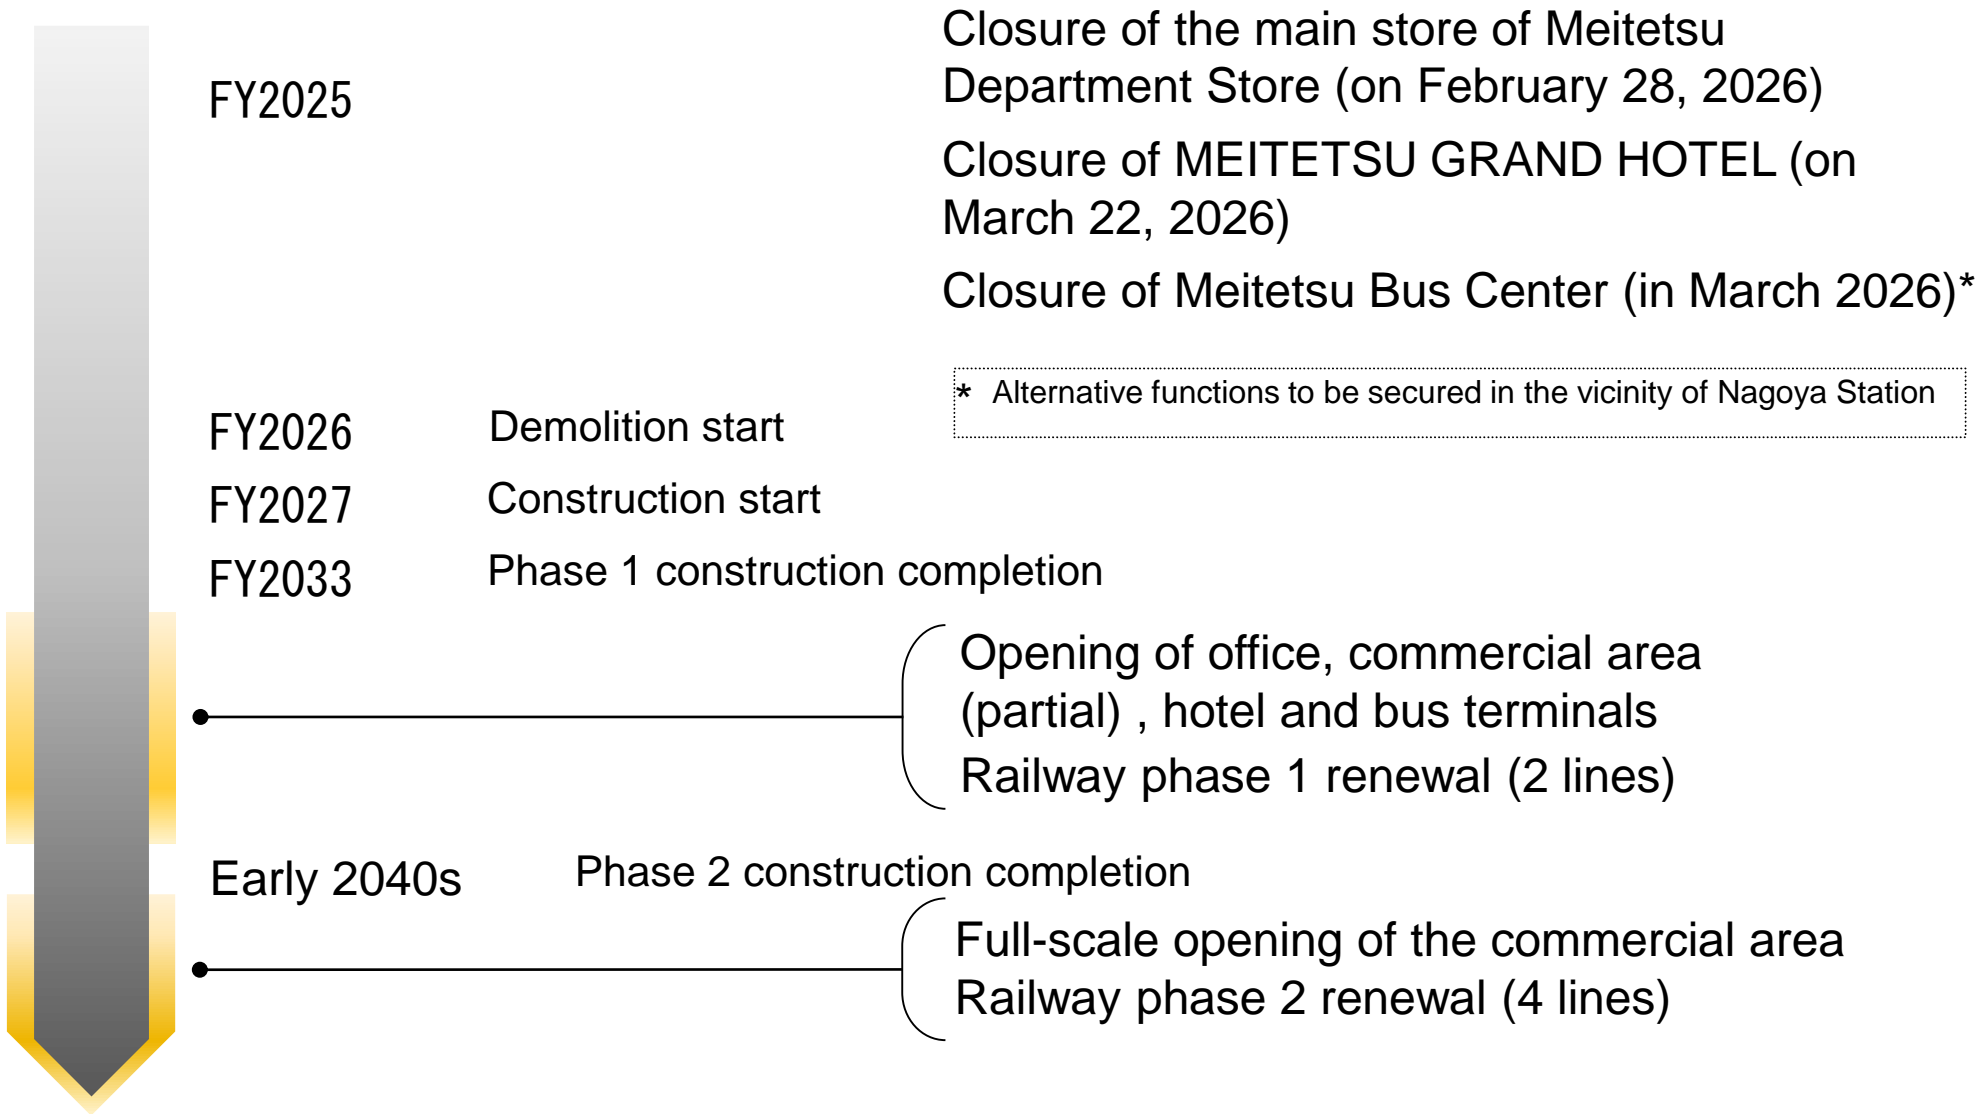 Closure of the main store of Meitetsu
Department Store (on February 28, 2026)
FY2025
Closure of MEITETSU GRAND HOTEL (on
March 22, 2026)
Closure of Meitetsu Bus Center (in March 2026)*
* Alternative functions to be secured in the vicinity of Nagoya Station
FY2026 Demolition start
FY2027 Construction start
FY2033 Phase 1 construction completion
Opening of office, commercial area
(partial) , hotel and bus terminals
Railway phase 1 renewal (2 lines)
Early 2040s Phase 2 construction completion
Full-scale opening of the commercial area
Railway phase 2 renewal (4 lines)